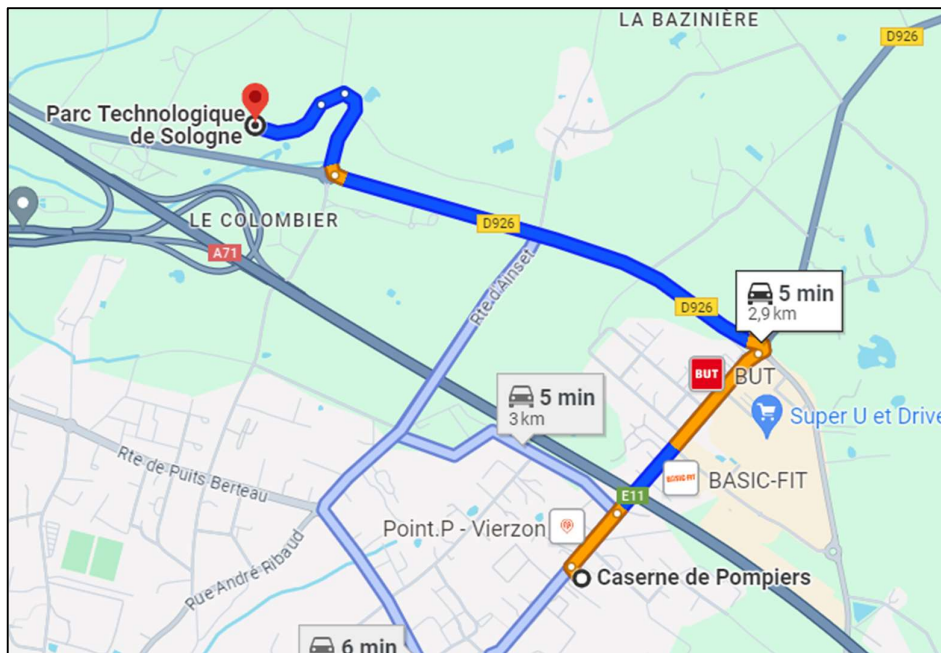 LA BAZINIÈRE
D926
Parc Technologique
de Sologne
LE COLOMBIER
D926
A71
Rte d'Ainset
5 min
2,9 km
D926
BUT
BUT
5 min
3 km
Super U et Drive
Rte de Puits Berteau
BASIC-FIT
BASIC-FIT
E11
Point.P - Vierzon
Rue André Ribaud
Caserne de Pompiers
6 min